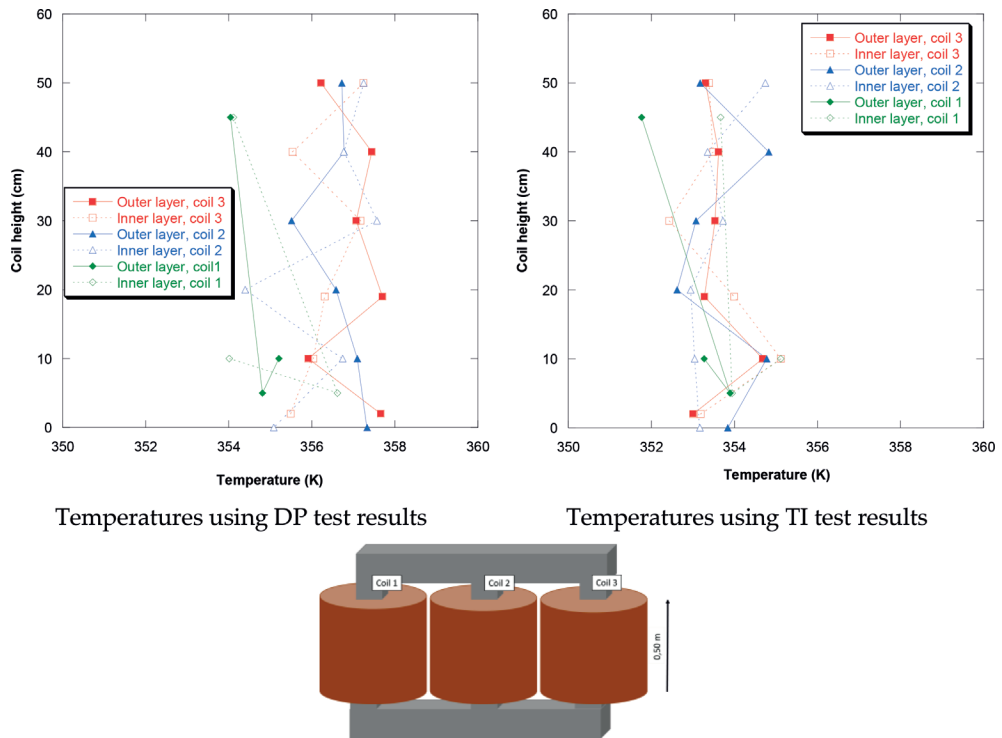 60
50
40
30
20
10
0
Coil height (cm)
Outer layer, coil 3
Inner layer, coil 3
Outer layer, coil 2
Inner layer, coil 2
Outer layer, coil1
Inner layer, coil 1
350 352 354 356 358 360
Temperature (K)
Temperatures using DP test results
60
50
40
30
20
10
0
Coil height (cm)
Outer layer, coil 3
Inner layer, coil 3
Outer layer, coil 2
Inner layer, coil 2
Outer layer, coil 1
Inner layer, coil 1
350 352 354 356 358 360
Temperature (K)
Temperatures using TI test results
Coil 1
Coil 2
Coil 3
0,50 m